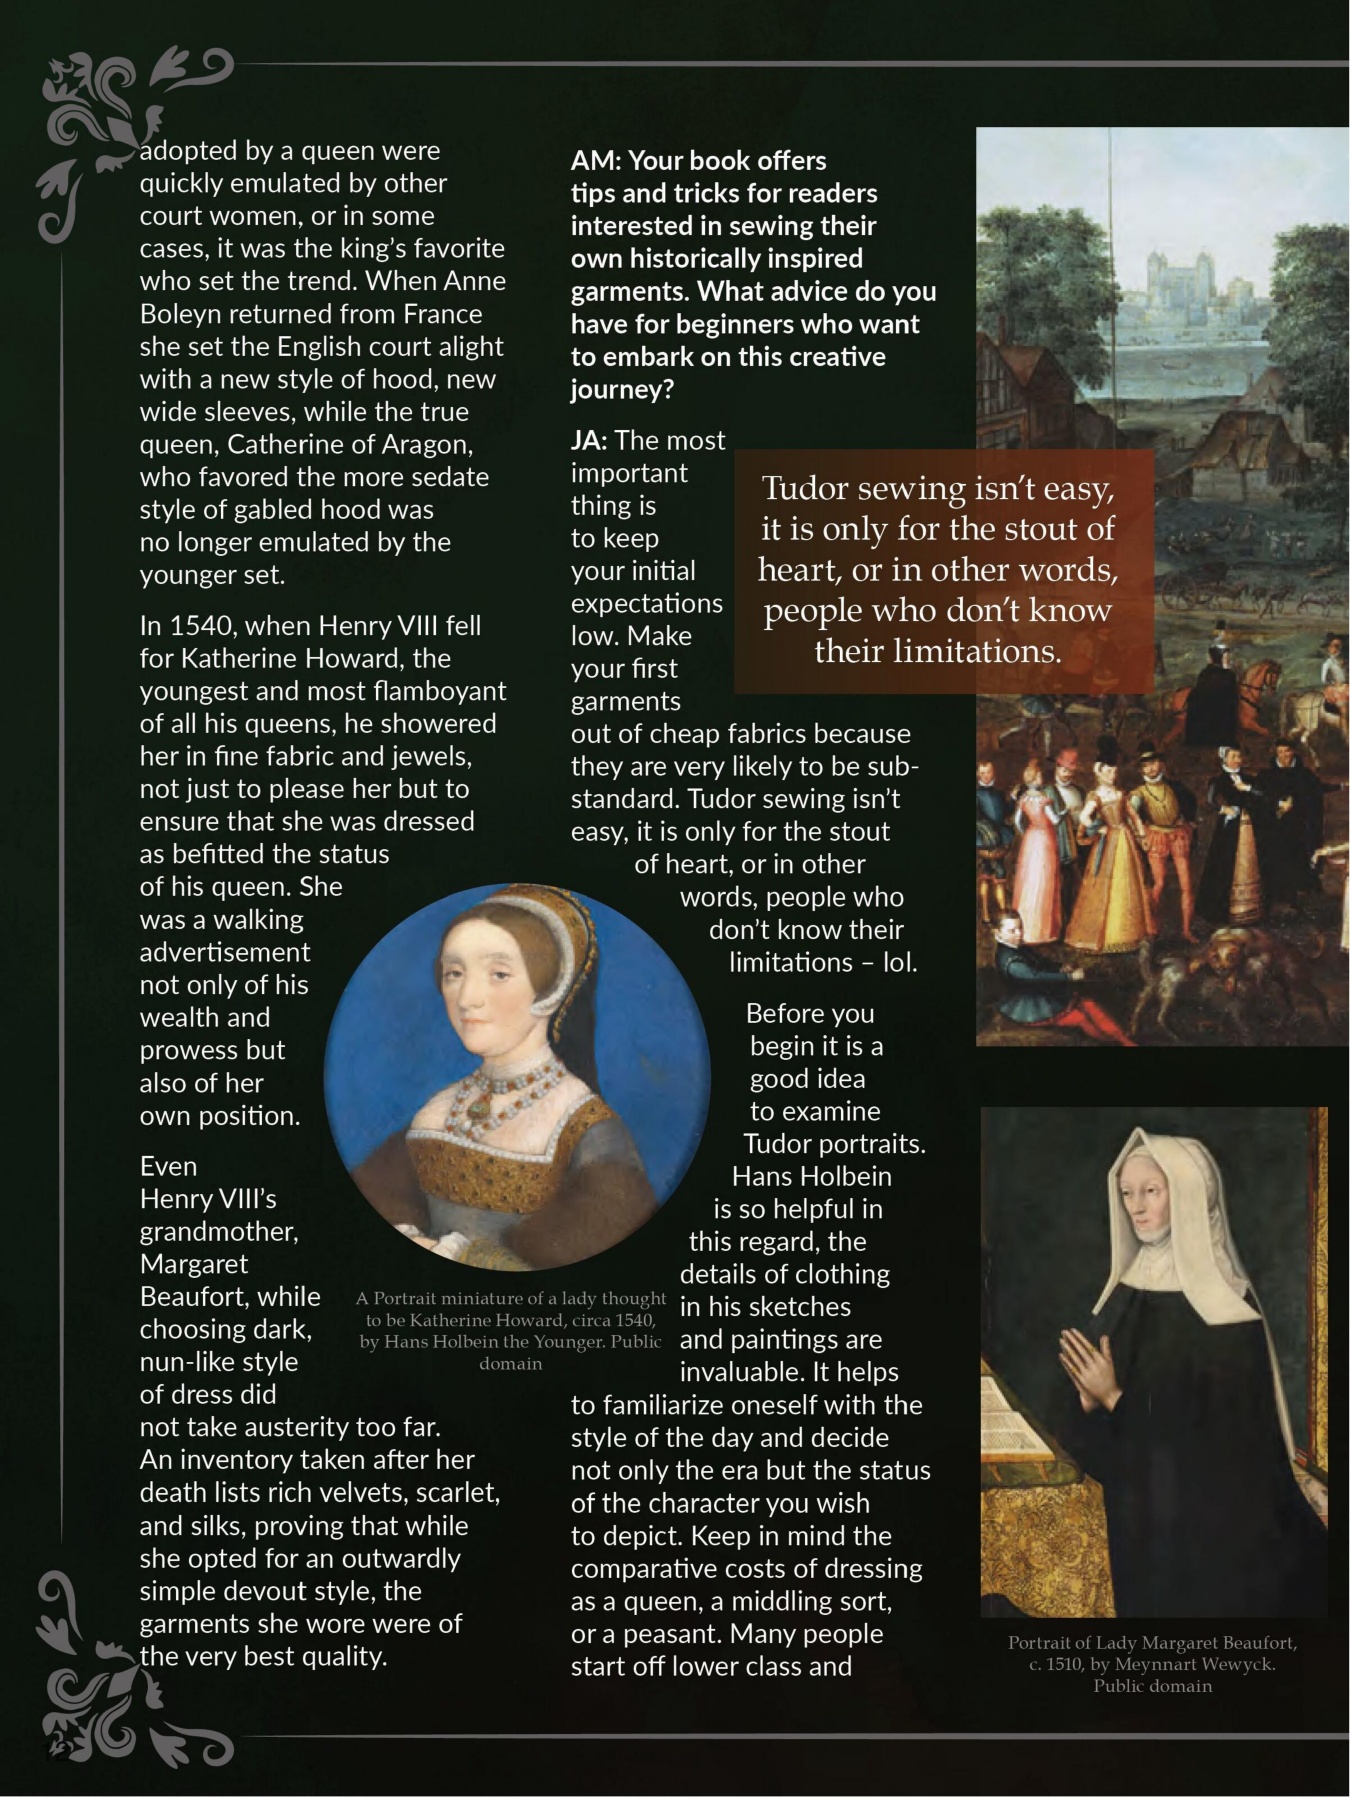 adopted by a queen were
quickly emulated by other
court women, or in some
cases, it was the king's favorite
who set the trend. When Anne
Boleyn returned from France
she set the English court alight
with a new style of hood, new
wide sleeves, while the true
queen, Catherine of Aragon,
who favored the more sedate
style of gabled hood was
no longer emulated by the
younger set.
In 1540, when Henry VIII fell
for Katherine Howard, the
youngest and most flamboyant
of all his queens, he showered
her in fine fabric and jewels,
not just to please her but to
ensure that she was dressed
as befitted the status
of his queen. She
was a walking
advertisement
not only of his
wealth and
prowess but
also of her
own position.
Even
Henry VIII's
grandmother,
Margaret
Beaufort, while
choosing dark,
nun-like style
of dress did
not take austerity too far.
An inventory taken after her
death lists rich velvets, scarlet,
and silks, proving that while
she opted for an outwardly
simple devout style, the
garments she wore were of
the very best quality.
A Portrait miniature of a lady thought
to be Katherine Howard, circa 1540,
by Hans Holbein the Younger. Public
domain
AM: Your book offers
tips and tricks for readers
interested in sewing their
own historically inspired
garments. What advice do you
have for beginners who want
to embark on this creative
journey?
JA: The most
important
thing is
to keep
your initial
expectations
low. Make
your first
garments
out of cheap fabrics because
they are very likely to be sub-
standard. Tudor sewing isn't
easy, it is only for the stout
of heart, or in other
words, people who
don't know their
limitations – lol.
Before you
begin it is a
good idea
to examine
Tudor portraits.
Hans Holbein
is so helpful in
this regard, the
details of clothing
in his sketches
and paintings are
invaluable. It helps
to familiarize oneself with the
style of the day and decide
not only the era but the status
of the character you wish
to depict. Keep in mind the
comparative costs of dressing
as a queen, a middling sort,
or a peasant. Many people
start off lower class and
Tudor sewing isn't easy,
it is only for the stout of
heart, or in other words,
people who don't know
their limitations.
Portrait of Lady Margaret Beaufort,
c. 1510, by Meynnart Wewyck.
Public domain